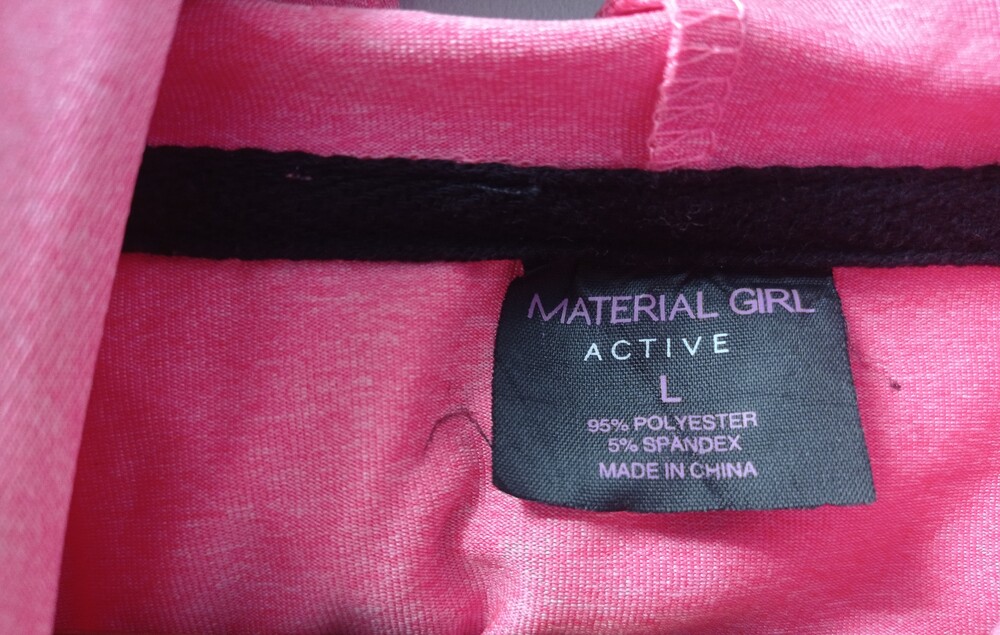 MATERIAL GIRL
ACTIVE
L
95% POLYESTER
5% SPANDEX
MADE IN CHINA